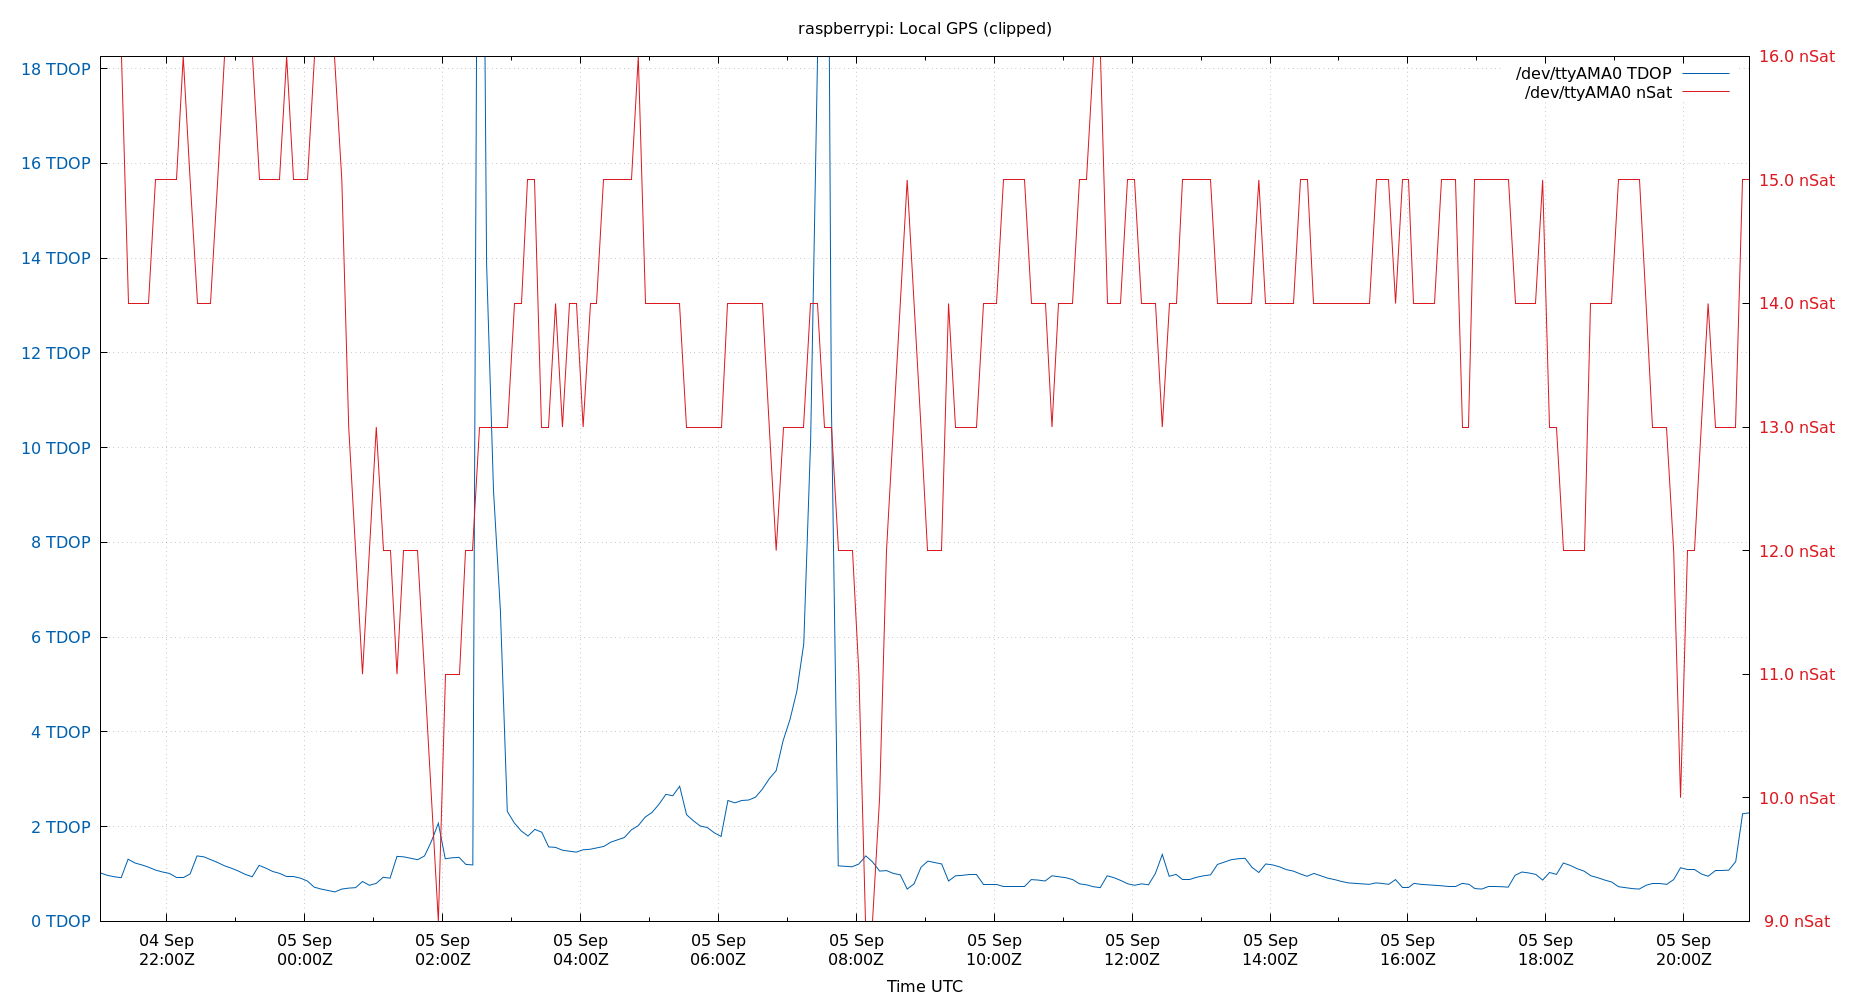 raspberrypi: Local GPS (clipped)
18 TDOP
16 TDOP
14 TDOP
12 TDOP
10 TDOP
8 TDOP
6 TDOP
4 TDOP
2 TDOP
0 TDOP
/dev/ttyAMA0 TDOP
/dev/ttyAMA0 nSat
16.0 nSat
15.0 nSat
14.0 nSat
13.0 nSat
12.0 nSat
11.0 nSat
10.0 nSat
9.0 nSat
04 Sep
22:00Z
05 Sep
00:00Z
05 Sep
02:00Z
05 Sep
04:00Z
05 Sep
06:00Z
05 Sep
08:00Z
05 Sep
10:00Z
05 Sep
12:00Z
05 Sep
14:00Z
05 Sep
16:00Z
05 Sep
18:00Z
05 Sep
20:00Z
Time UTC